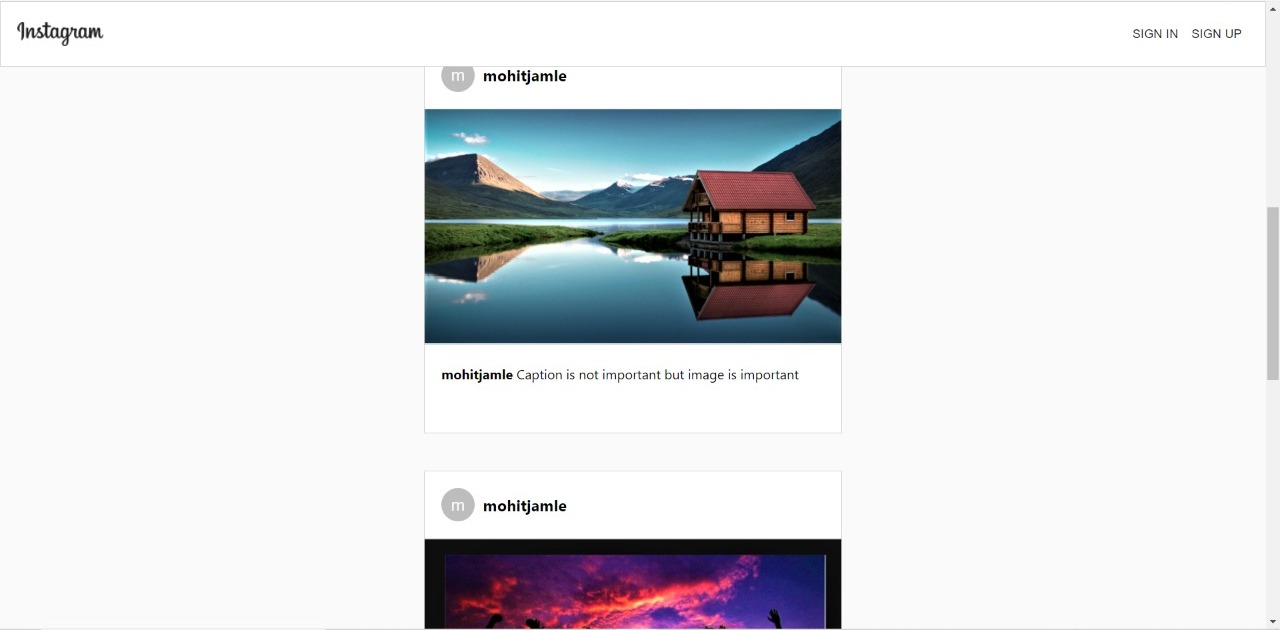 Instagram
SIGN IN SIGN UP
m mohitjamle
mohitjamle Caption is not important but image is important
m mohitjamle